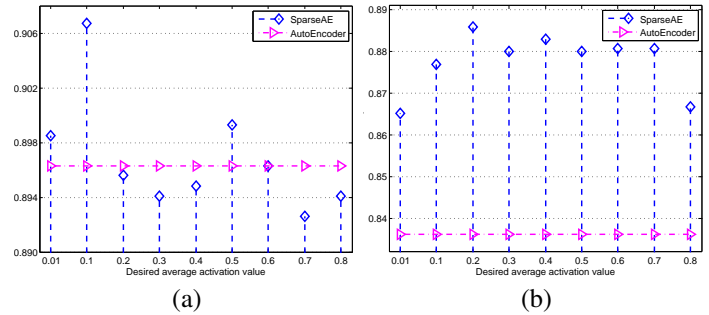 0.906
0.902
0.898
0.894
0.890
0.01 0.1 0.2 0.3 0.4 0.5 0.6 0.7 0.8
Desired average activation value
SparseAE
AutoEncoder
(a)
0.88
0.87
0.86
0.85
0.84
0.01 0.1 0.2 0.3 0.4 0.5 0.6 0.7 0.8
Desired average activation value
SparseAE
AutoEncoder
(b)